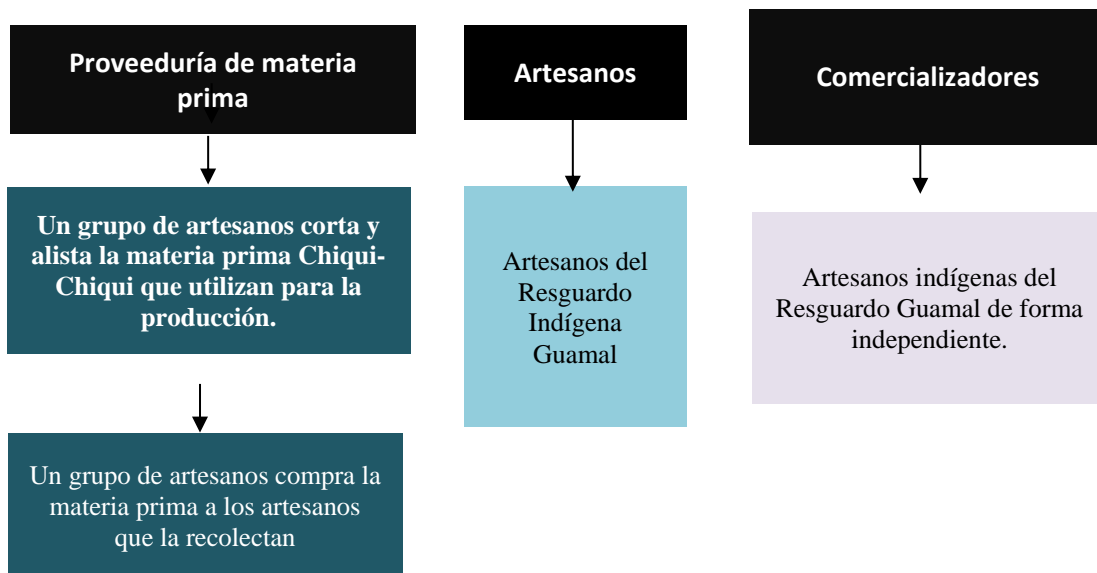 Proveeduría de materia
prima
Un grupo de artesanos corta y
alista la materia prima Chiqui-
Chiqui que utilizan para la
producción.
Un grupo de artesanos compra la
materia prima a los artesanos
que la recolectan
Artesanos
Artesanos del
Resguardo
Indígena
Guamal
Comercializadores
Artesanos indígenas del
Resguardo Guamal de forma
independiente.